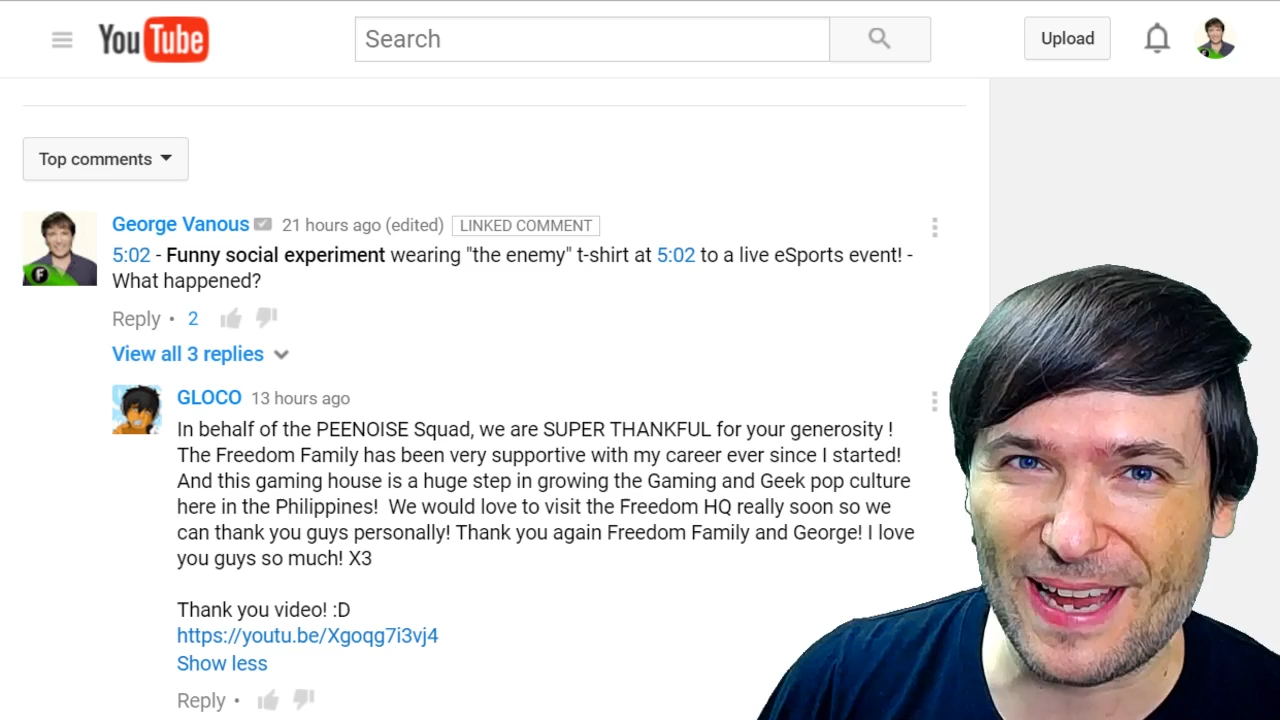 YouTube
Search
Upload
Top comments
George Vanous 21 hours ago (edited) LINKED COMMENT
5:02 - Funny social experiment wearing "the enemy" t-shirt at 5:02 to a live eSports event! -
What happened?
Reply • 2
View all 3 replies
GLOCO 13 hours ago
In behalf of the PEENOISE Squad, we are SUPER THANKFUL for your generosity !
The Freedom Family has been very supportive with my career ever since I started!
And this gaming house is a huge step in growing the Gaming and Geek pop culture
here in the Philippines!  We would love to visit the Freedom HQ really soon so we
can thank you guys personally! Thank you again Freedom Family and George! I love
you guys so much! X3
Thank you video! :D
https://youtu.be/Xgoqg7i3vj4
Show less
Reply •